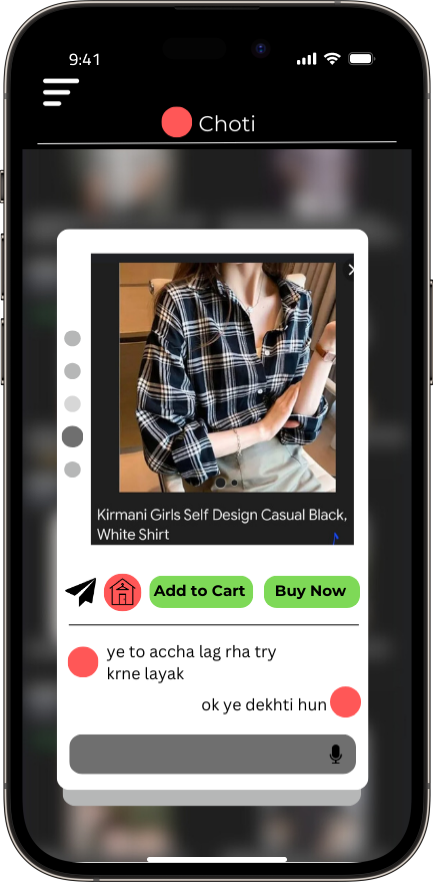 9:41
Choti
Kirmani Girls Self Design Casual Black,
White Shirt
Add to Cart
Buy Now
ye to accha lag rha try
krne layak
ok ye dekhti hun